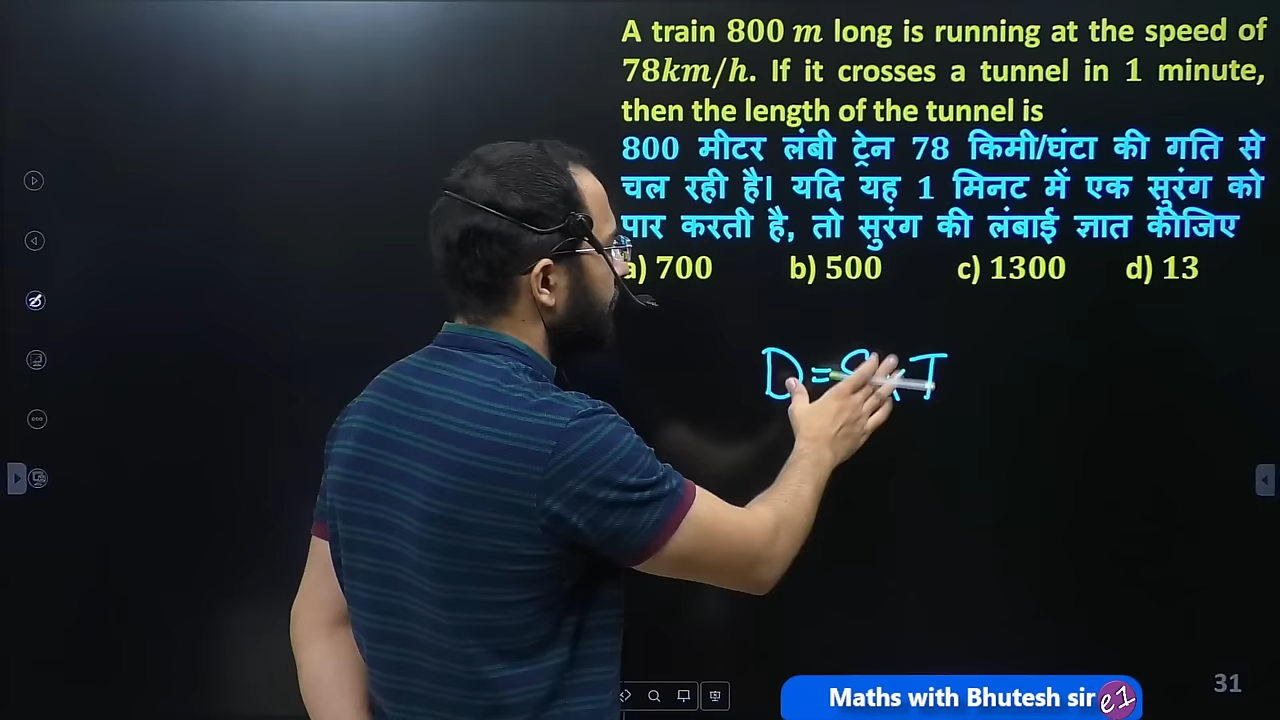 A train 800 m long is running at the speed of
78km/h. If it crosses a tunnel in 1 minute,
then the length of the tunnel is
800 मीटर लंबी ट्रेन 78 किमी/घंटा की गति से
चल रही है। यदि यह 1 मिनट में एक सुरंग को
पार करती है, तो सुरंग की लंबाई ज्ञात कीजिए
a) 700 b) 500 c) 1300 d) 13
D = S x T
Maths with Bhutesh sir e1
31